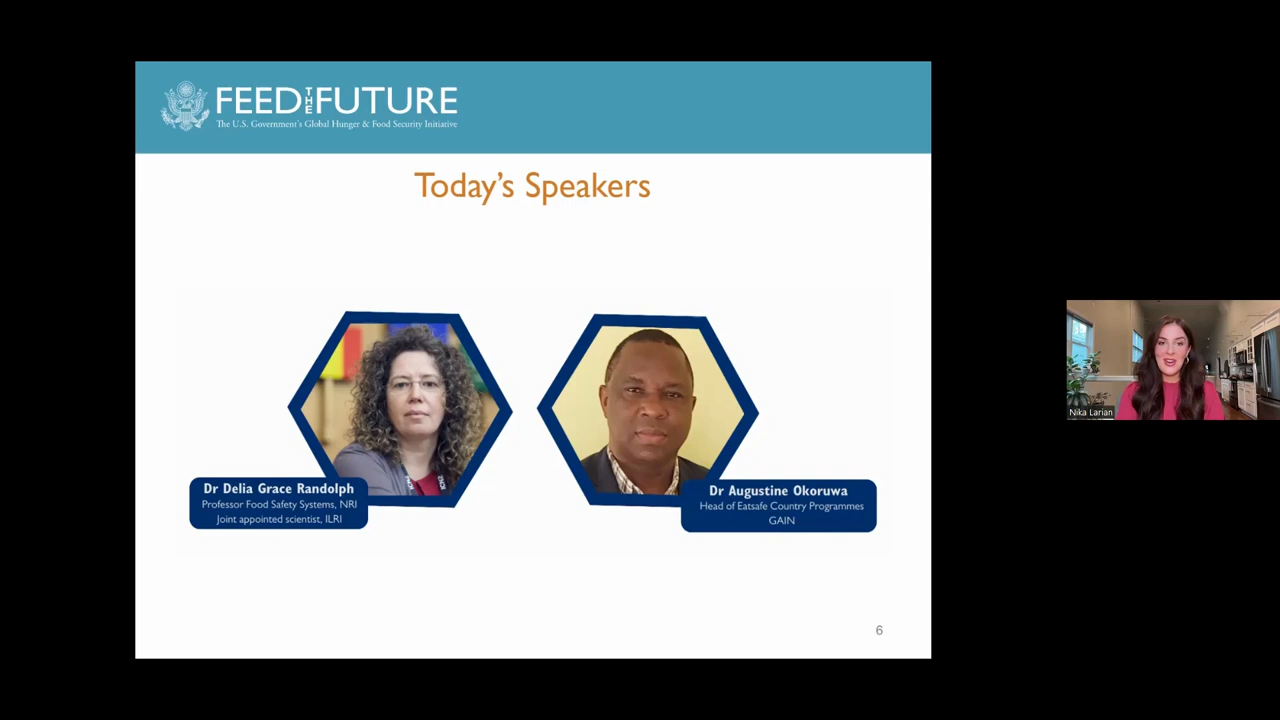 FEED THE FUTURE
The U.S. Government's Global Hunger & Food Security Initiative
Today's Speakers
Dr Delia Grace Randolph
Professor Food Safety Systems, NRI
Joint appointed scientist, ILRI
Dr Augustine Okoruwa
Head of Eatsafe Country Programmes
GAIN
6
Nika Larian